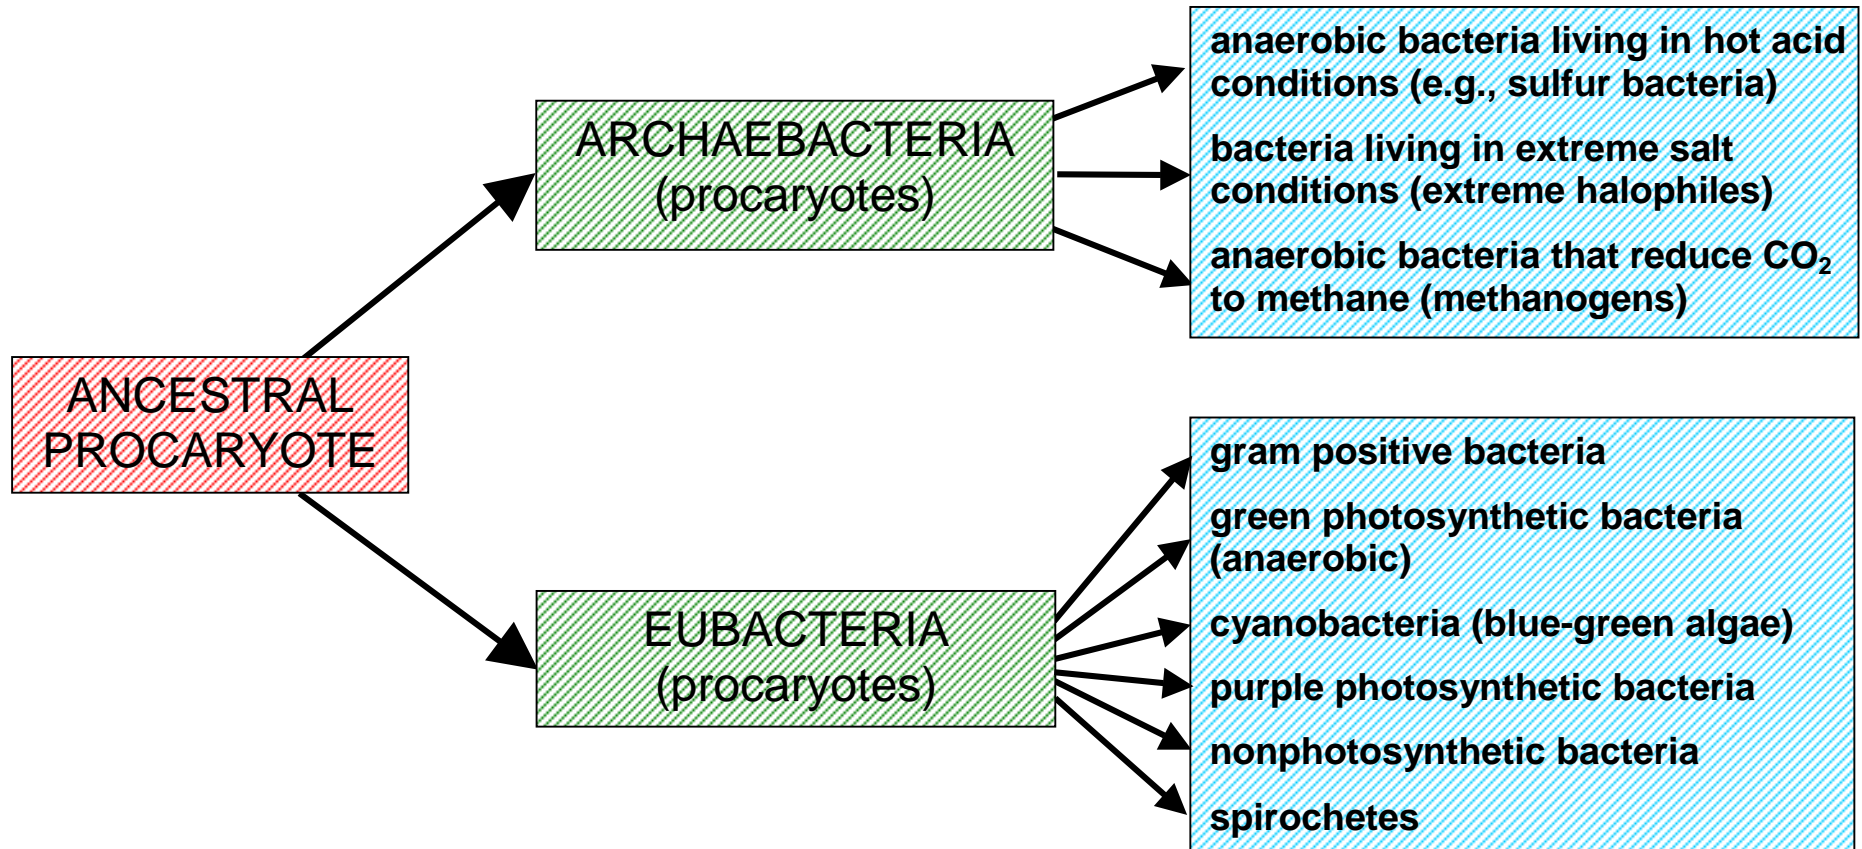 ANCESTRAL
PROCARYOTE
ARCHAEBACTERIA
(procaryotes)
anaerobic bacteria living in hot acid
conditions (e.g., sulfur bacteria)
bacteria living in extreme salt
conditions (extreme halophiles)
anaerobic bacteria that reduce CO₂
to methane (methanogens)
EUBACTERIA
(procaryotes)
gram positive bacteria
green photosynthetic bacteria
(anaerobic)
cyanobacteria (blue-green algae)
purple photosynthetic bacteria
nonphotosynthetic bacteria
spirochetes